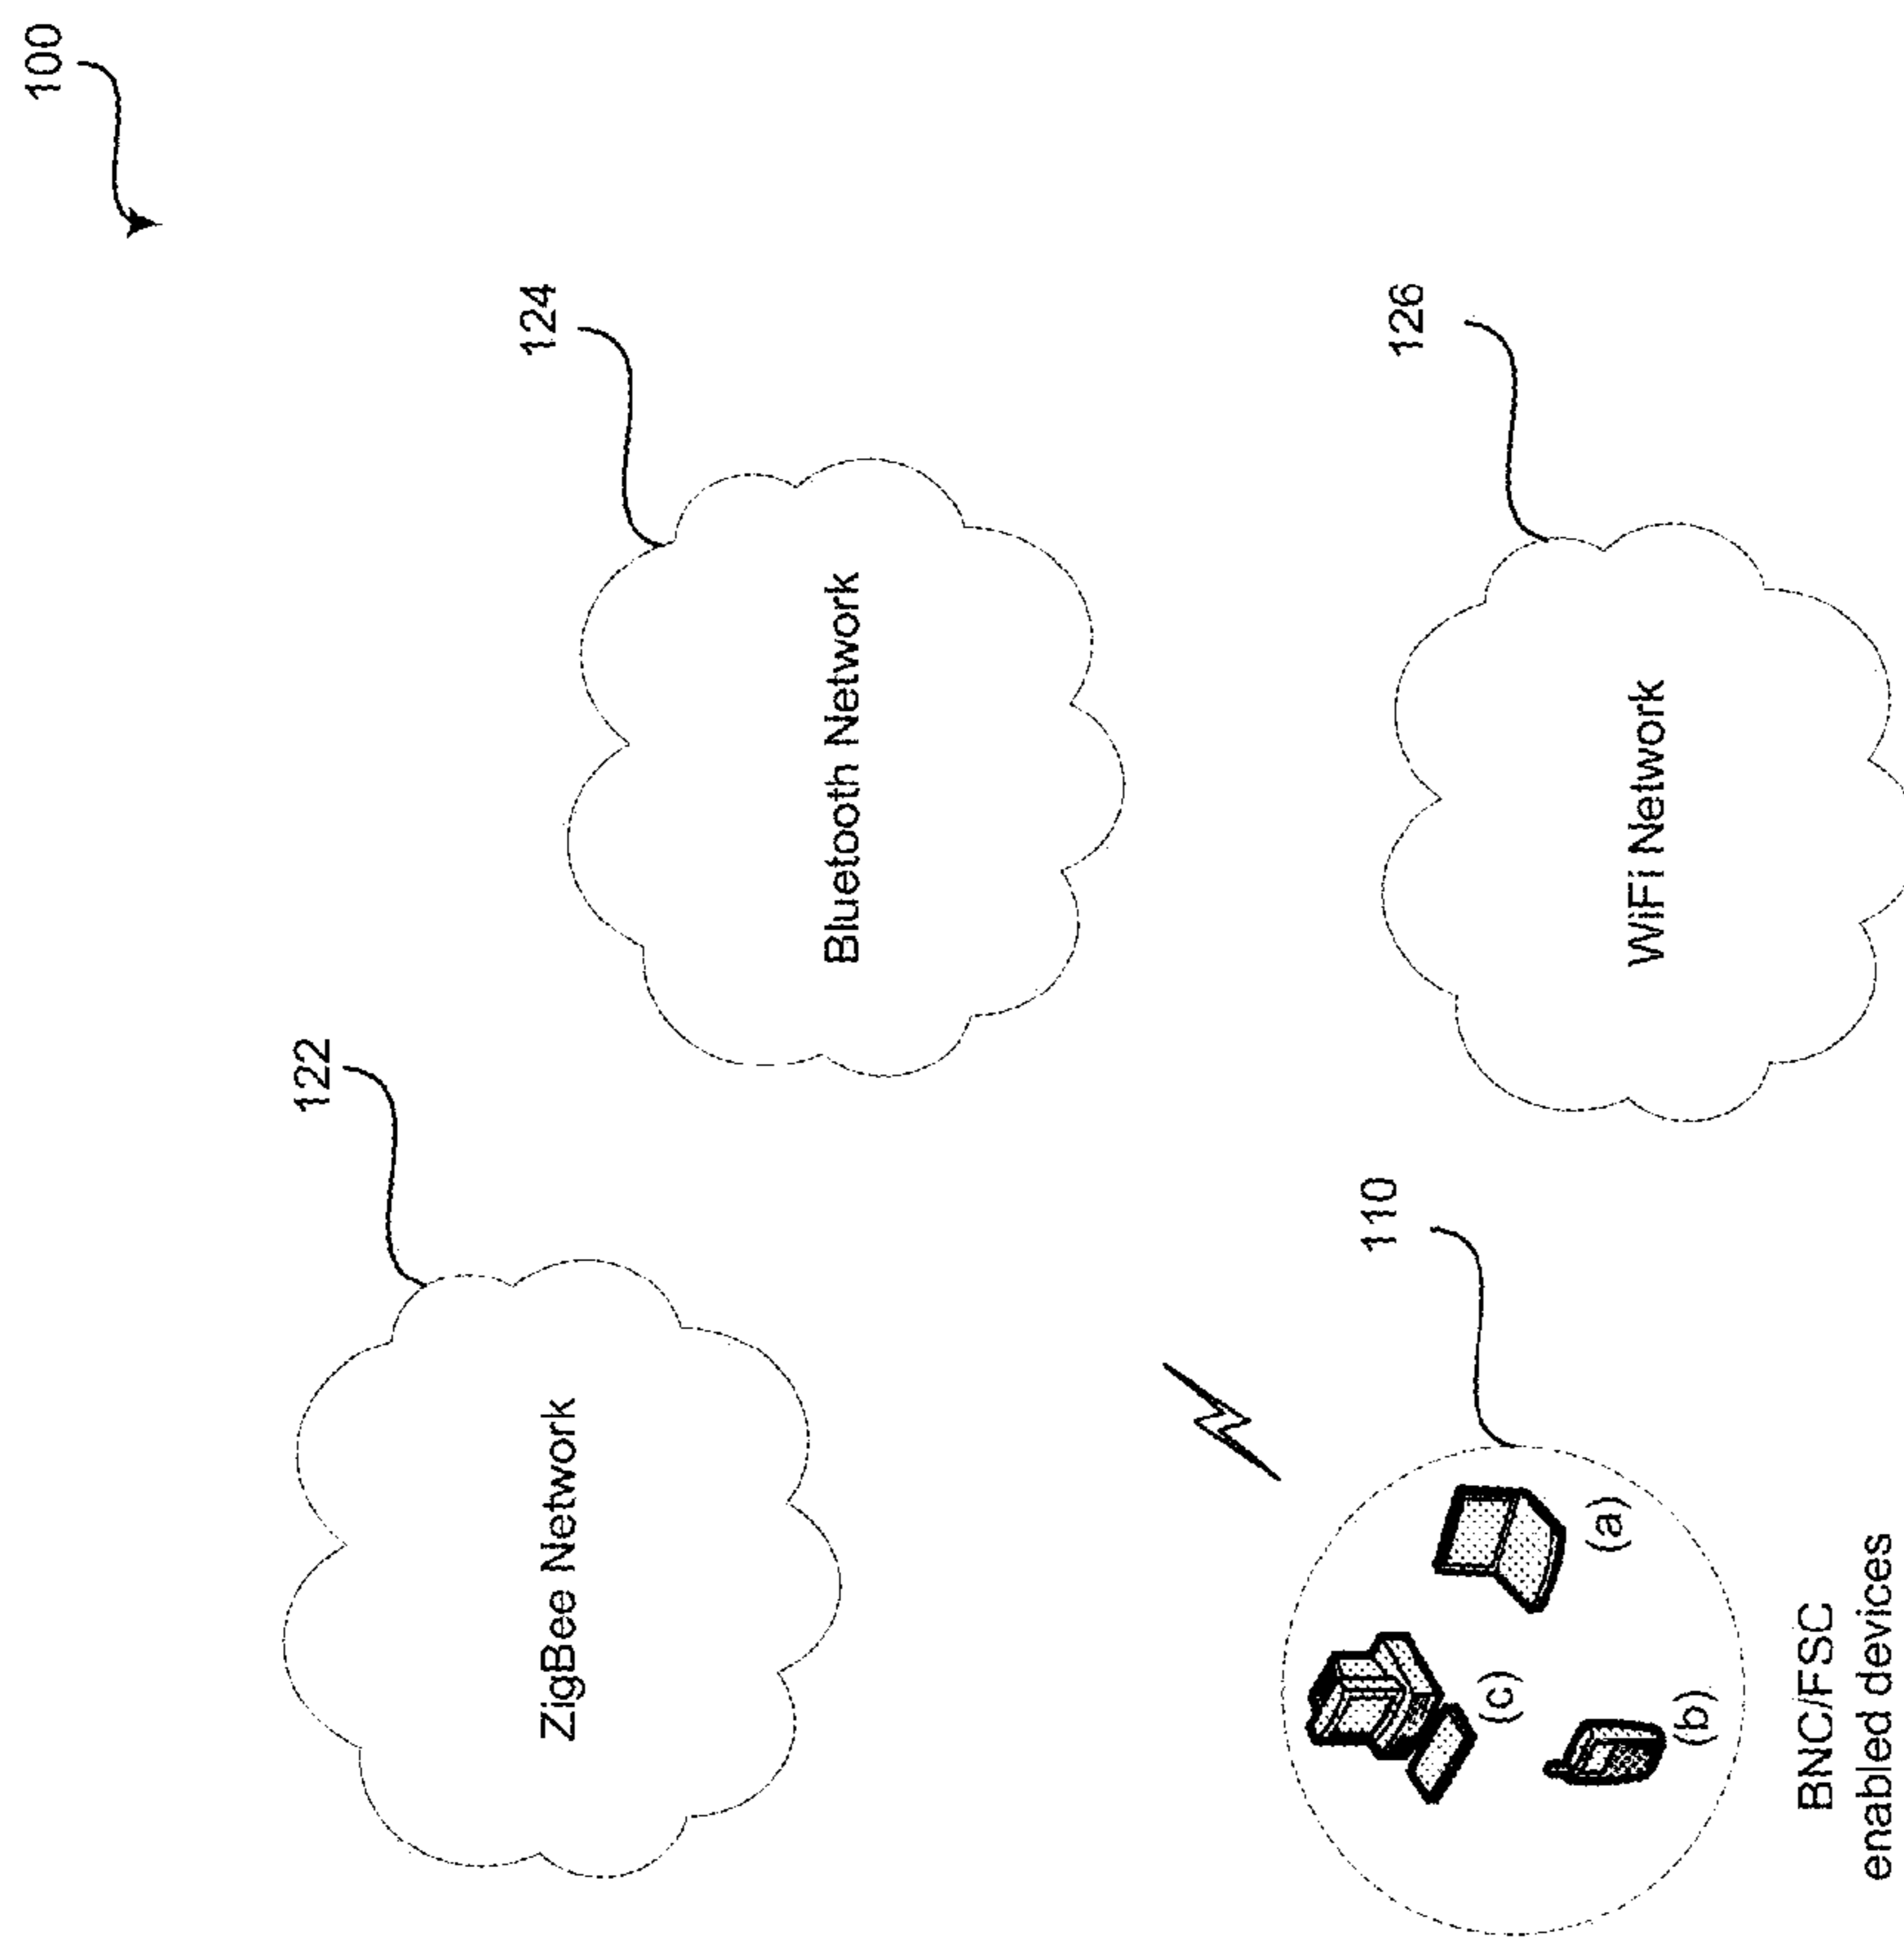 100
122
ZigBee Network
124
Bluetooth Network
110
(c)
(a)
(b)
BNC/FSC
enabled devices
126
WiFi Network